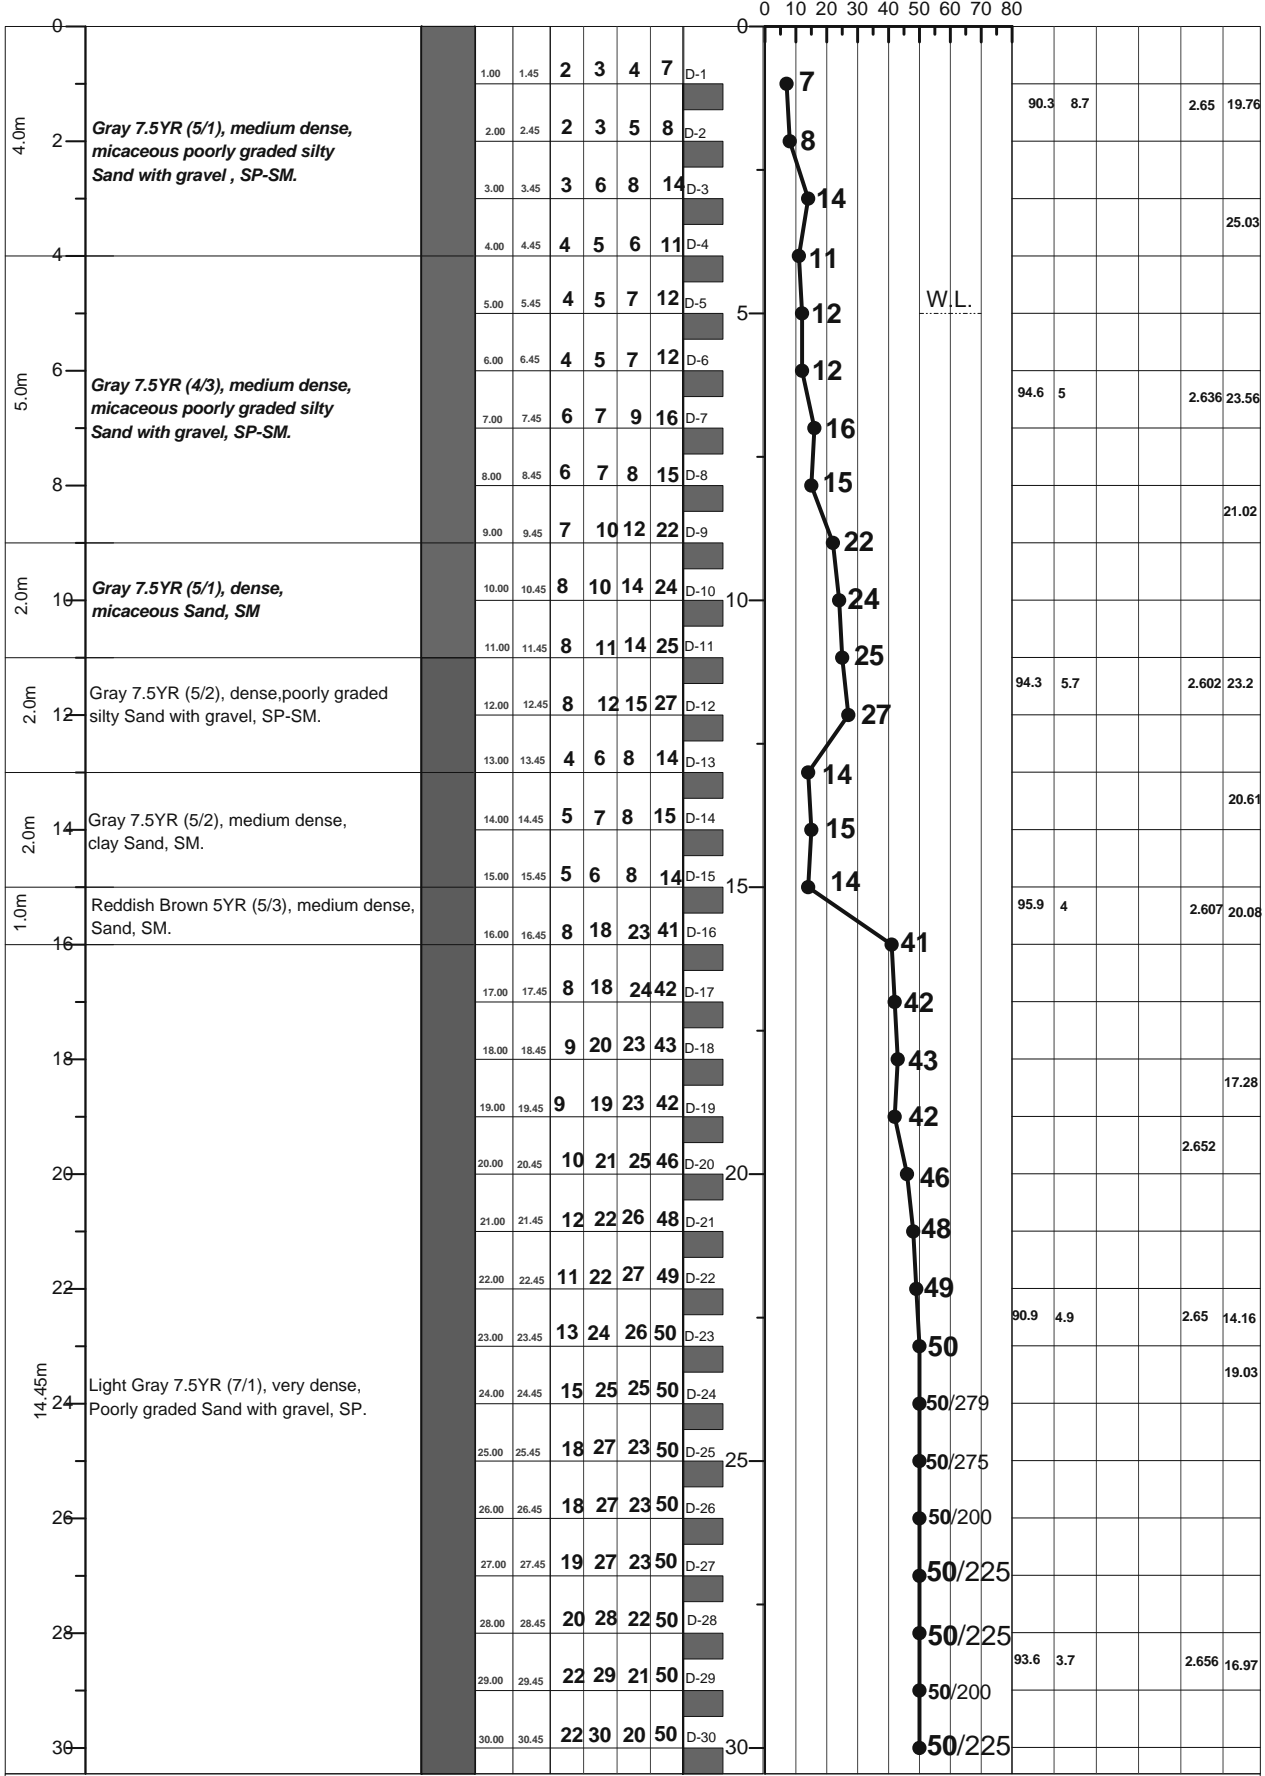 0 10 20 30 40 50 60 70 80
0 0
1.00 1.45 2 3 4 7 D-1 7
90.3 8.7 2.65 19.76
4.0m
Gray 7.5YR (5/1), medium dense,
micaceous poorly graded silty
Sand with gravel , SP-SM.
2 2.00 2.45 2 3 5 8 D-2 8
3.00 3.45 3 6 8 14 D-3 14
25.03
4 4.00 4.45 4 5 6 11 D-4 11
W.L.
5.00 5.45 4 5 7 12 D-5 5 12
6 6.00 6.45 4 5 7 12 D-6 12
5.0m
Gray 7.5YR (4/3), medium dense,
micaceous poorly graded silty
Sand with gravel, SP-SM.
94.6 5 2.636 23.56
7.00 7.45 6 7 9 16 D-7 16
8 8.00 8.45 6 7 8 15 D-8 15
21.02
9.00 9.45 7 10 12 22 D-9 22
2.0m
Gray 7.5YR (5/1), dense,
micaceous Sand, SM
10 10.00 10.45 8 10 14 24 D-10 10 24
11.00 11.45 8 11 14 25 D-11 25
94.3 5.7 2.602 23.2
2.0m
Gray 7.5YR (5/2), dense,poorly graded
silty Sand with gravel, SP-SM.
12 12.00 12.45 8 12 15 27 D-12 27
13.00 13.45 4 6 8 14 D-13 14
20.61
2.0m
Gray 7.5YR (5/2), medium dense,
clay Sand, SM.
14 14.00 14.45 5 7 8 15 D-14 15
15.00 15.45 5 6 8 14 D-15 15 14
1.0m
Reddish Brown 5YR (5/3), medium dense,
Sand, SM.
95.9 4 2.607 20.08
16 16.00 16.45 8 18 23 41 D-16 41
17.00 17.45 8 18 24 42 D-17 42
18 18.00 18.45 9 20 23 43 D-18 43
17.28
19.00 19.45 9 19 23 42 D-19 42
2.652
20 20.00 20.45 10 21 25 46 D-20 20 46
21.00 21.45 12 22 26 48 D-21 48
22 22.00 22.45 11 22 27 49 D-22 49
90.9 4.9 2.65 14.16
23.00 23.45 13 24 26 50 D-23 50
19.03
14.45m
Light Gray 7.5YR (7/1), very dense,
Poorly graded Sand with gravel, SP.
24 24.00 24.45 15 25 25 50 D-24 50/279
25.00 25.45 18 27 23 50 D-25 25 50/275
26 26.00 26.45 18 27 23 50 D-26 50/200
27.00 27.45 19 27 23 50 D-27 50/225
28 28.00 28.45 20 28 22 50 D-28 50/225
93.6 3.7 2.656 16.97
29.00 29.45 22 29 21 50 D-29 50/200
30 30.00 30.45 22 30 20 50 D-30 30 50/225